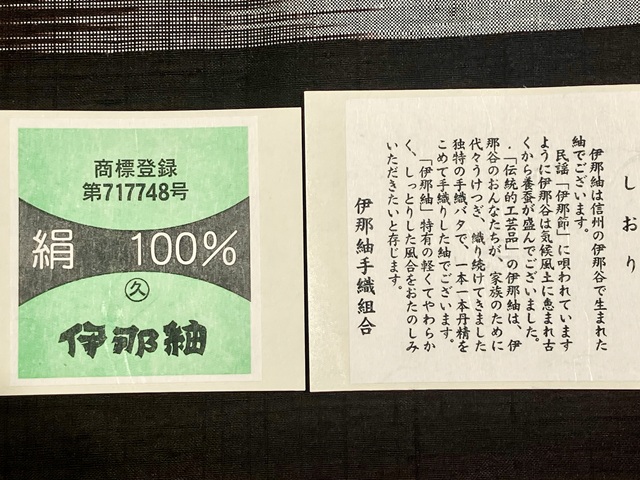 商標登録
第717748号
絹 100%
久
伊那紬
しおり
伊那紬は信州の伊那谷で生まれた
紬でございます。
民謡「伊那節」に唄われています
ように伊那谷は気候風土に恵まれ古
くから養蚕が盛んでございました。
「伝統的工芸品」の伊那紬は、伊
那谷のおんなたちが、家族のために
代々うけつぎ、織り続けてきました
独特の手織バタで、一本一本丹精を
こめて手織りした紬でございます。
「伊那紬」特有の軽くてやわらか
く、しっとりした風合をおたのしみ
いただきたいと存じます。
伊那紬手織組合